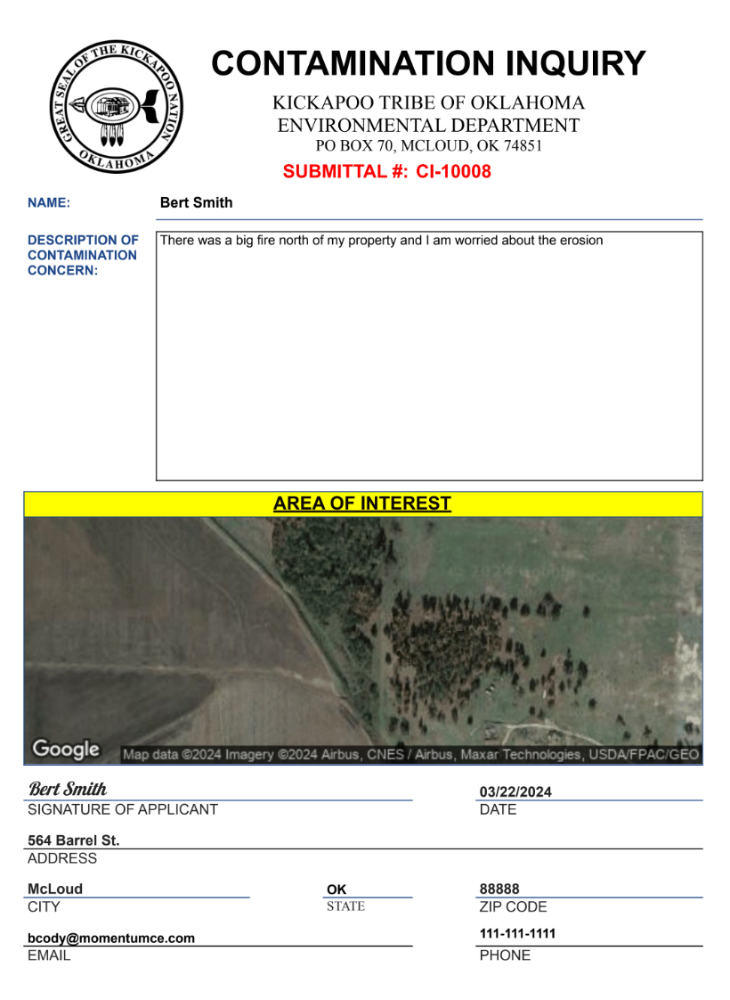 GREAT SEAL OF THE KICKAPOO NATION
OKLAHOMA
CONTAMINATION INQUIRY
KICKAPOO TRIBE OF OKLAHOMA
ENVIRONMENTAL DEPARTMENT
PO BOX 70, MCLOUD, OK 74851
SUBMITTAL #: CI-10008
NAME: Bert Smith
DESCRIPTION OF
CONTAMINATION
CONCERN:
There was a big fire north of my property and I am worried about the erosion
AREA OF INTEREST
Google Map data ©2024 Imagery ©2024 Airbus, CNES / Airbus, Maxar Technologies, USDA/FPAC/GEO
Bert Smith 03/22/2024
SIGNATURE OF APPLICANT DATE
564 Barrel St.
ADDRESS
McLoud OK 88888
CITY STATE ZIP CODE
bcody@momentumce.com 111-111-1111
EMAIL PHONE